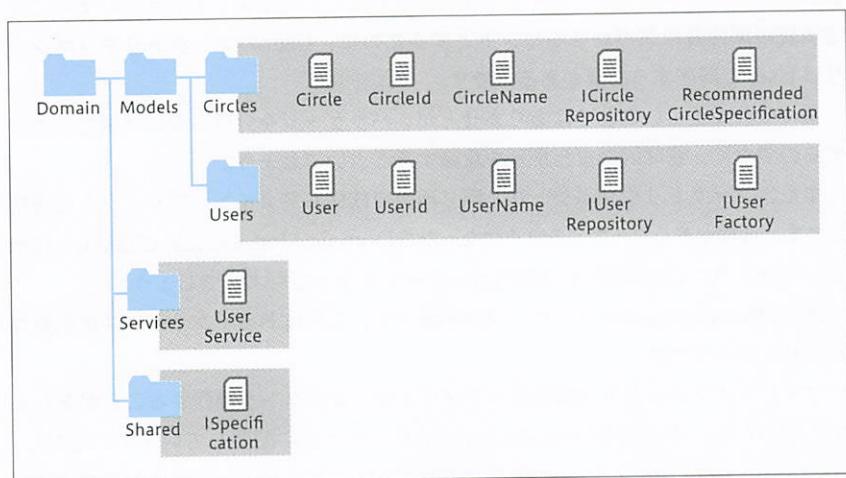 Domain
Models
Circles
Circle
CircleId
CircleName
ICircle
Repository
Recommended
CircleSpecification
Users
User
UserId
UserName
IUser
Repository
IUser
Factory
Services
User
Service
Shared
ISpecifi
cation